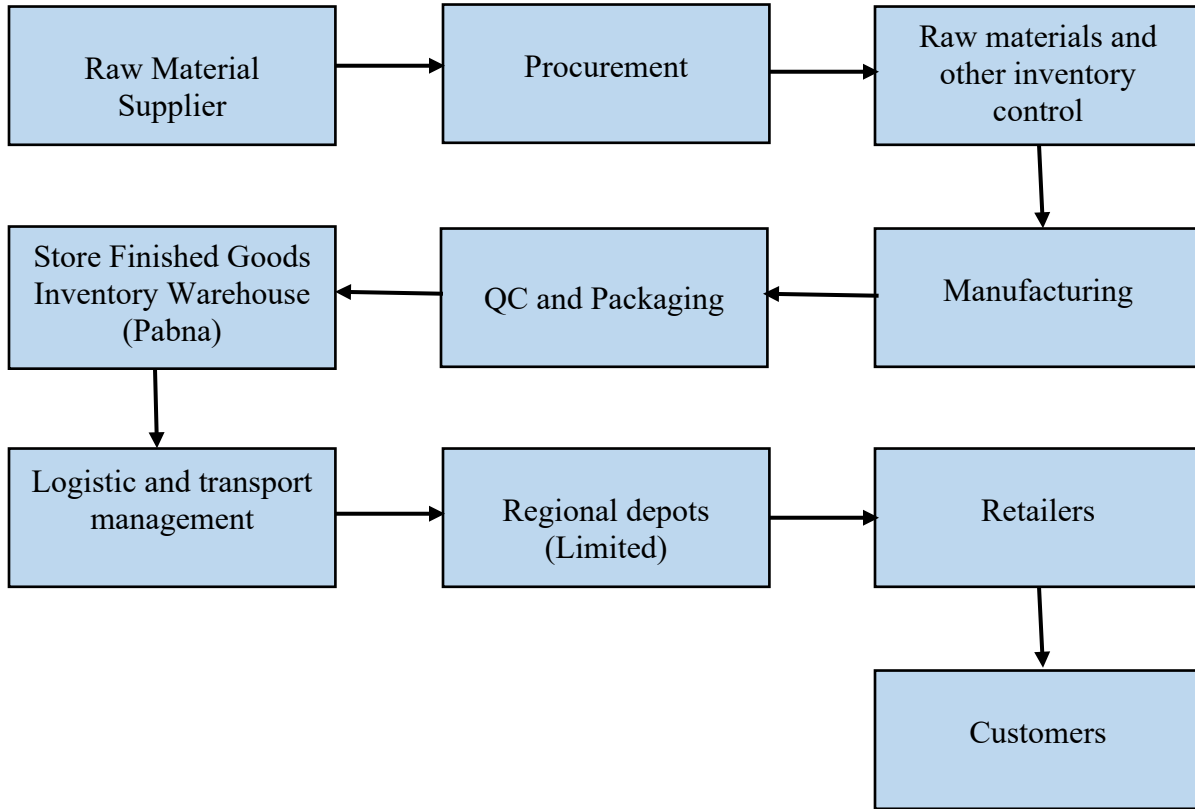 Raw Material
Supplier
Procurement
Raw materials and
other inventory
control
Store Finished Goods
Inventory Warehouse
(Pabna)
QC and Packaging
Manufacturing
Logistic and transport
management
Regional depots
(Limited)
Retailers
Customers